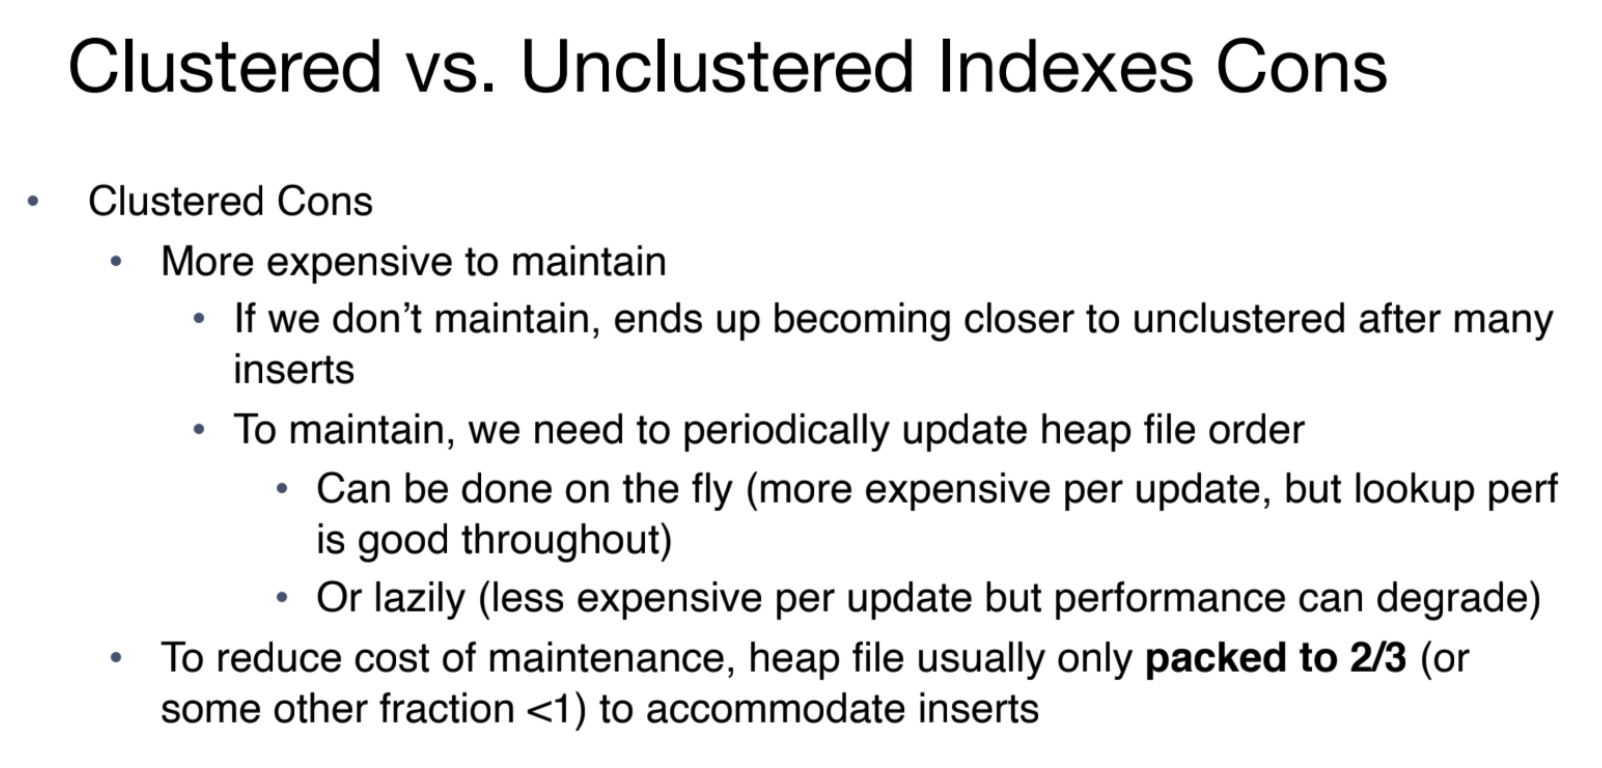 Clustered vs. Unclustered Indexes Cons
• Clustered Cons
• More expensive to maintain
• If we don’t maintain, ends up becoming closer to unclustered after many
inserts
• To maintain, we need to periodically update heap file order
• Can be done on the fly (more expensive per update, but lookup perf
is good throughout)
• Or lazily (less expensive per update but performance can degrade)
• To reduce cost of maintenance, heap file usually only packed to 2/3 (or
some other fraction <1) to accommodate inserts